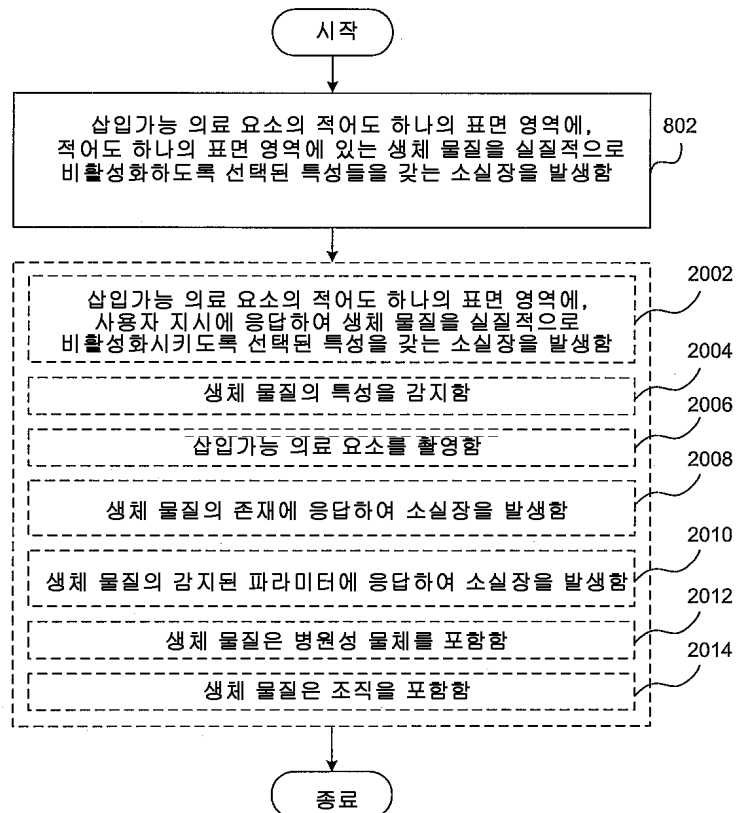 시작
삽입가능 의료 요소의 적어도 하나의 표면 영역에,
적어도 하나의 표면 영역에 있는 생체 물질을 실질적으로
비활성화하도록 선택된 특성들을 갖는 소실장을 발생함
802
삽입가능 의료 요소의 적어도 하나의 표면 영역에,
사용자 지시에 응답하여 생체 물질을 실질적으로
비활성화시키도록 선택된 특성을 갖는 소실장을 발생함
2002
생체 물질의 특성을 감지함
2004
삽입가능 의료 요소를 촬영함
2006
생체 물질의 존재에 응답하여 소실장을 발생함
2008
생체 물질의 감지된 파라미터에 응답하여 소실장을 발생함
2010
생체 물질은 병원성 물체를 포함함
2012
생체 물질은 조직을 포함함
2014
종료